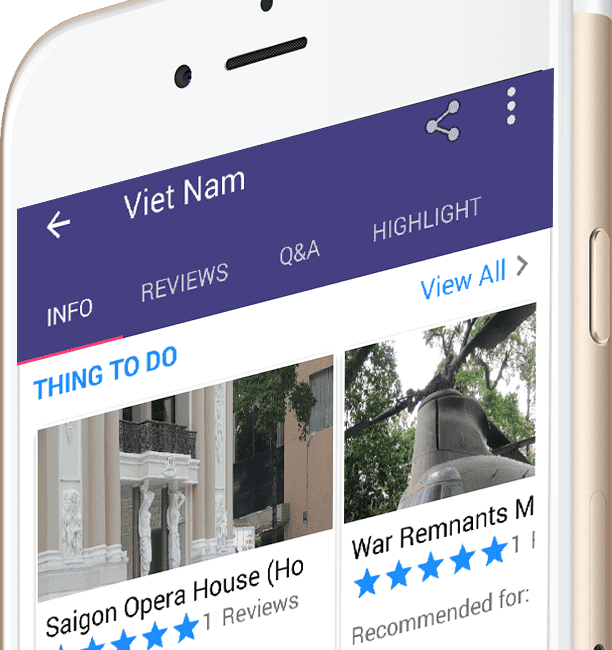 Viet Nam
INFO REVIEWS Q&A HIGHLIGHT
View All
THING TO DO
Saigon Opera House (Ho
1 Reviews
War Remnants M
1
Recommended for: